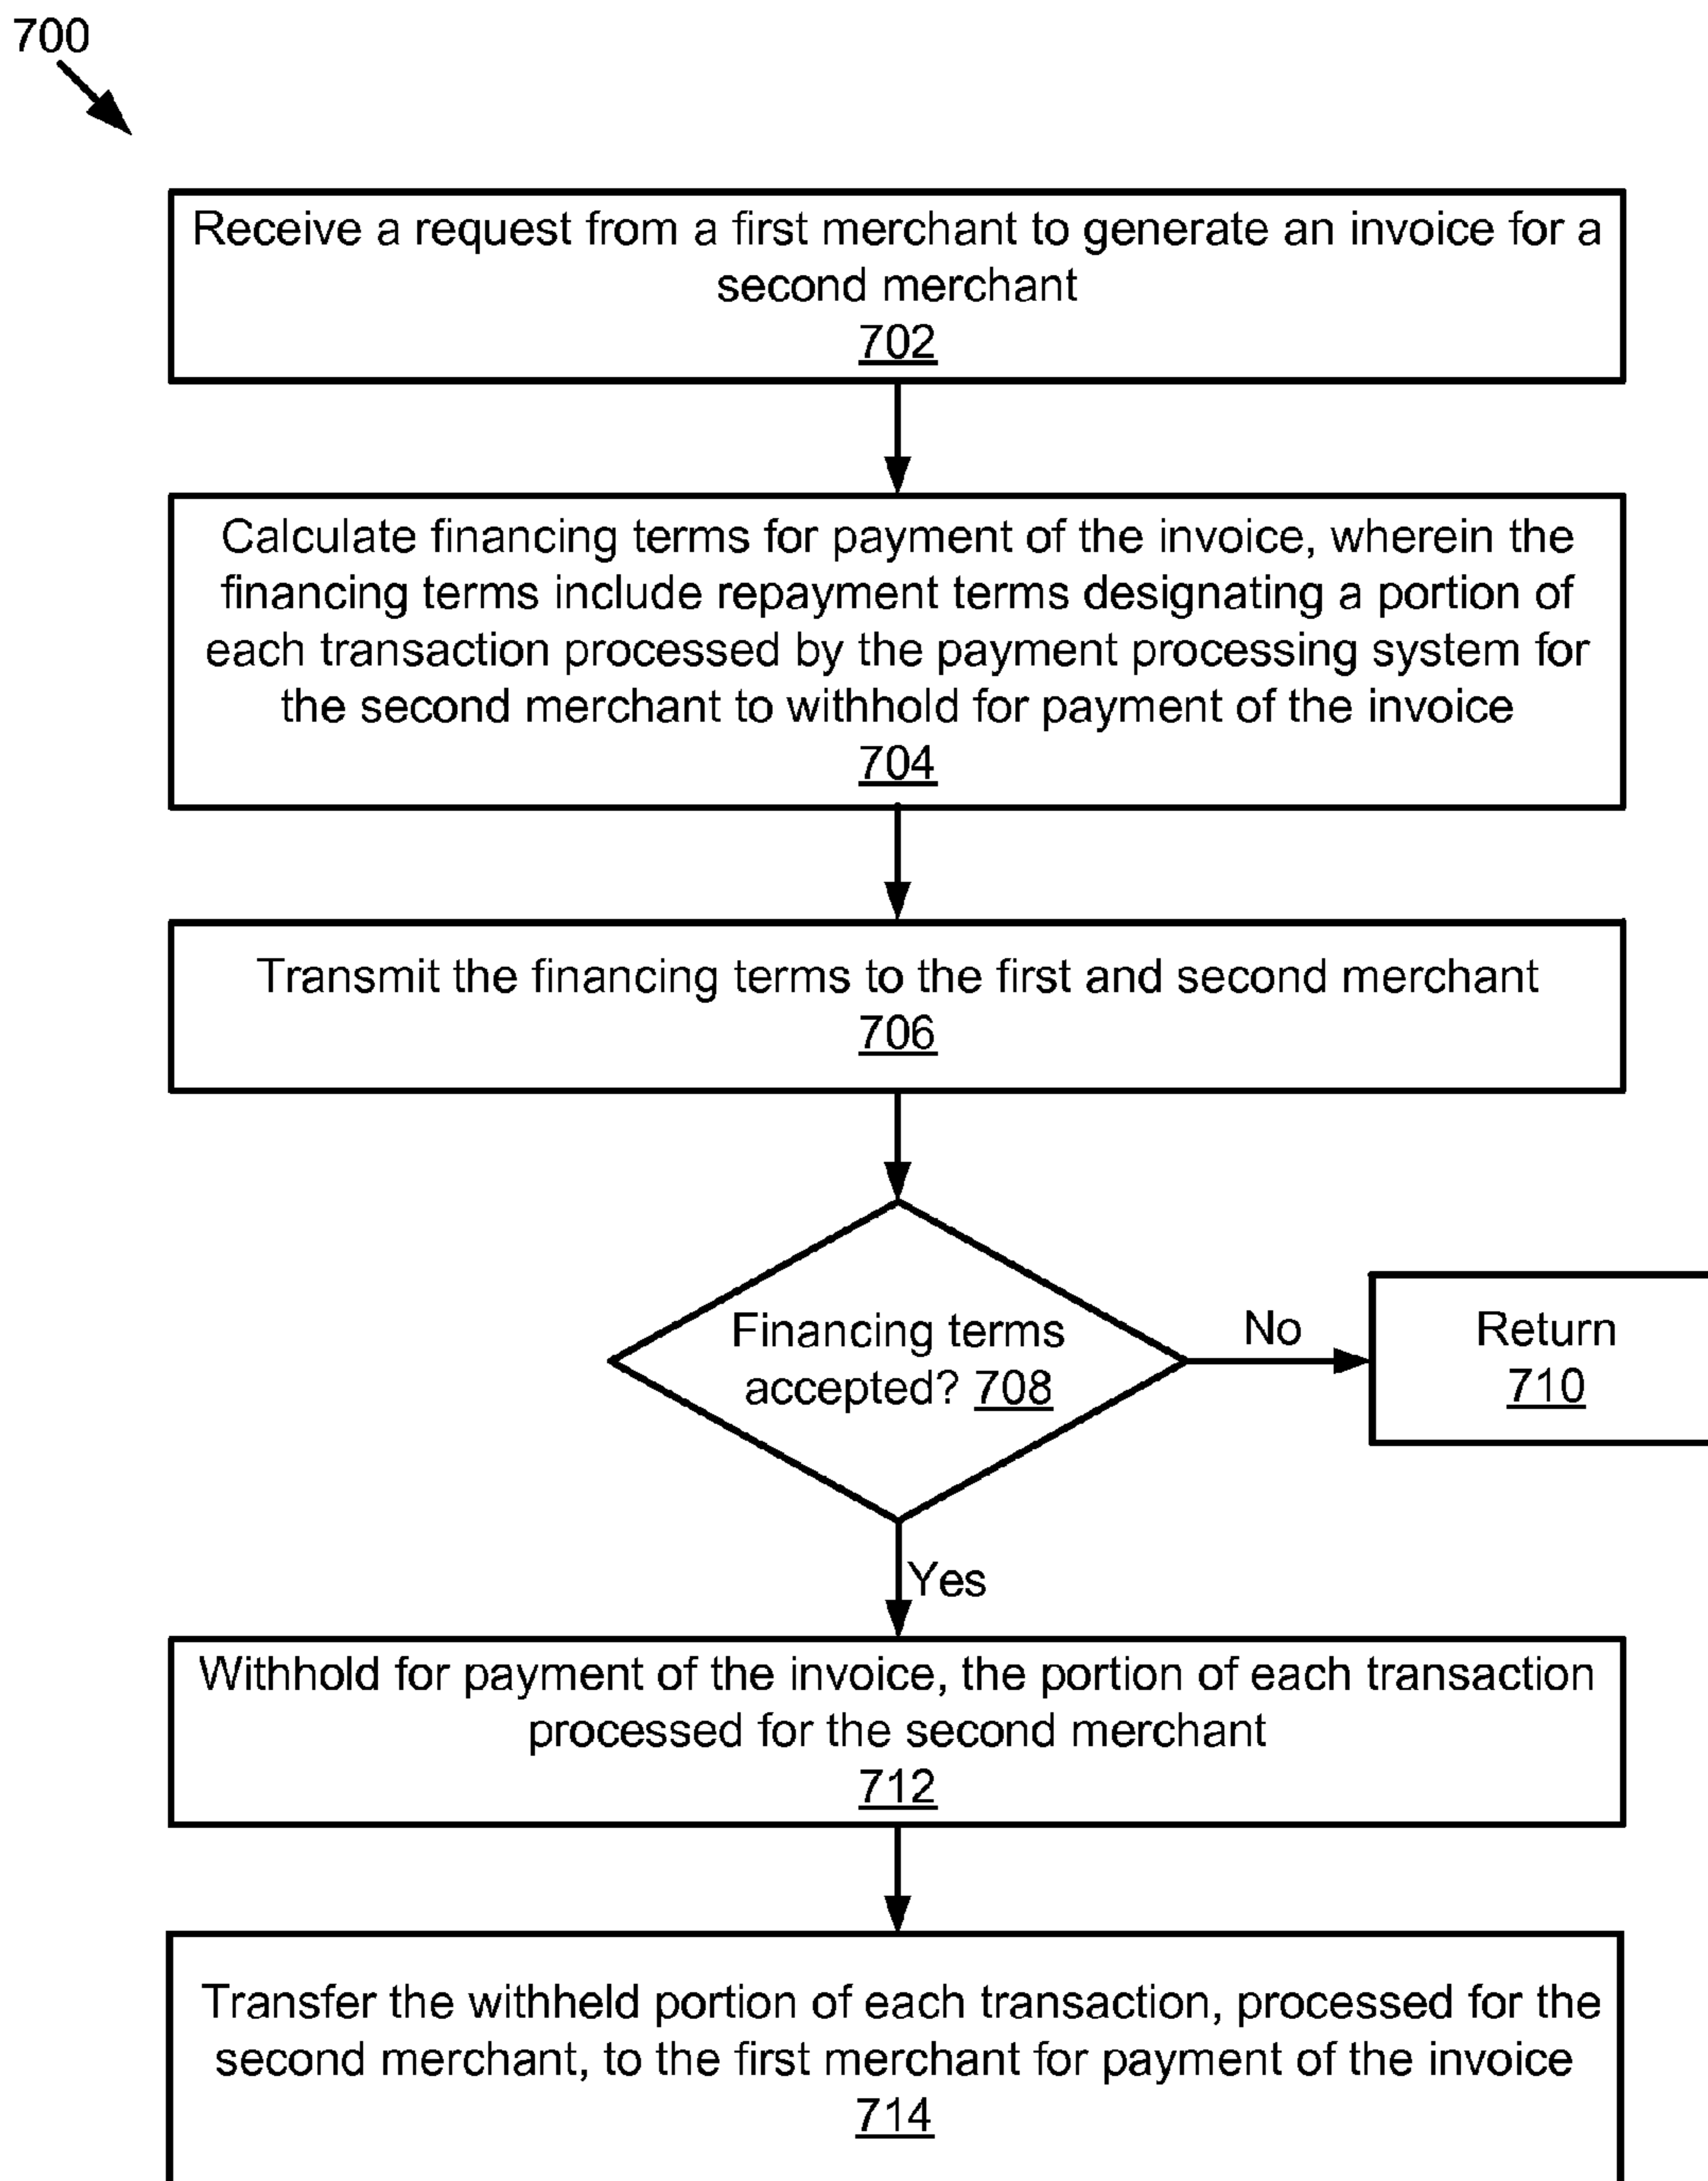 700
Receive a request from a first merchant to generate an invoice for a
second merchant
702
Calculate financing terms for payment of the invoice, wherein the
financing terms include repayment terms designating a portion of
each transaction processed by the payment processing system for
the second merchant to withhold for payment of the invoice
704
Transmit the financing terms to the first and second merchant
706
Financing terms
accepted? 708
No
Return
710
Yes
Withhold for payment of the invoice, the portion of each transaction
processed for the second merchant
712
Transfer the withheld portion of each transaction, processed for the
second merchant, to the first merchant for payment of the invoice
714